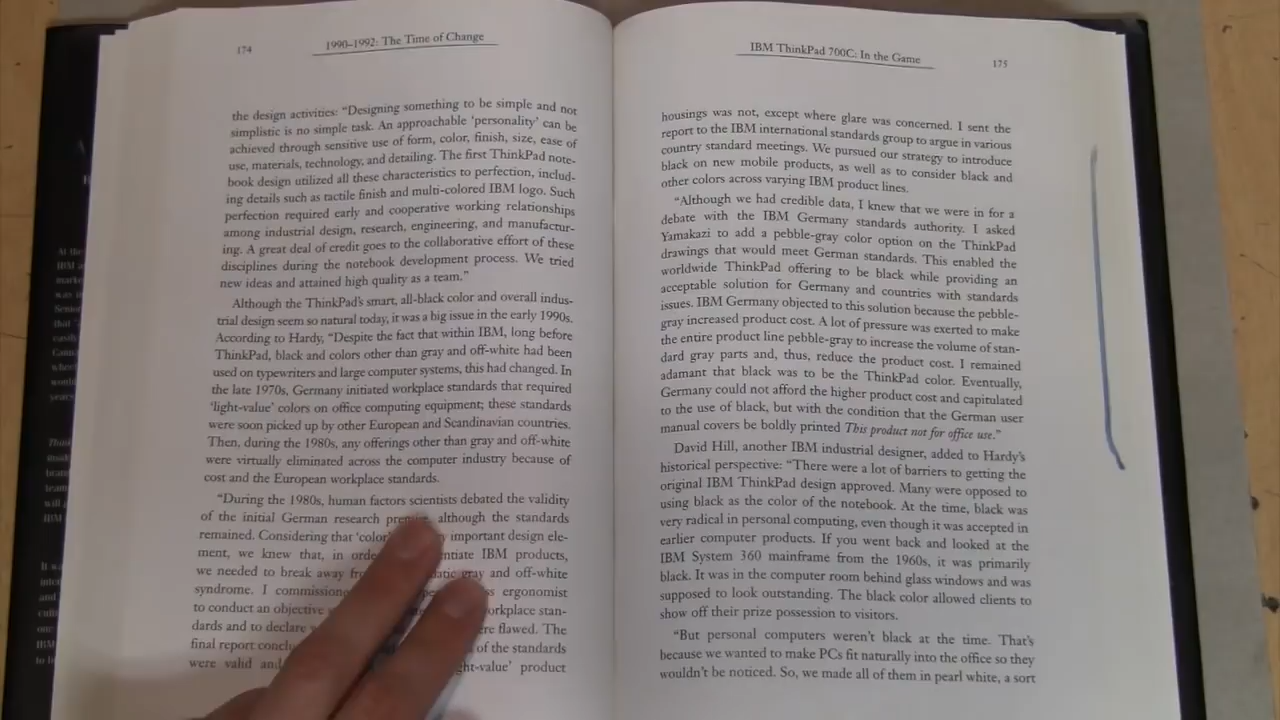 174
1990–1992: The Time of Change
the design activities: “Designing something to be simple and not
simplistic is no simple task. An approachable ‘personality’ can be
achieved through sensitive use of form, color, finish, size, ease of
use, materials, technology, and detailing. The first ThinkPad note-
book design utilized all these characteristics to perfection, includ-
ing details such as tactile finish and multi-colored IBM logo. Such
perfection required early and cooperative working relationships
among industrial design, research, engineering, and manufactur-
ing. A great deal of credit goes to the collaborative effort of these
disciplines during the notebook development process. We tried
new ideas and attained high quality as a team.”
Although the ThinkPad’s smart, all-black color and overall indus-
trial design seem so natural today, it was a big issue in the early 1990s.
According to Hardy, “Despite the fact that within IBM, long before
ThinkPad, black and colors other than gray and off-white had been
used on typewriters and large computer systems, this had changed. In
the late 1970s, Germany initiated workplace standards that required
‘light-value’ colors on office computing equipment; these standards
were soon picked up by other European and Scandinavian countries.
Then, during the 1980s, any offerings other than gray and off-white
were virtually eliminated across the computer industry because of
cost and the European workplace standards.
“During the 1980s, human factors scientists debated the validity
of the initial German research although the standards
remained. Considering that ‘color important design ele-
ment, we knew that, in IBM products,
we needed to break away gray and off-white
syndrome. I ergonomist
to conduct an objective
dards and to declare were flawed. The
final report of the standards
were valid and product
IBM ThinkPad 700C: In the Game
175
housings was not, except where glare was concerned. I sent the
report to the IBM international standards group to argue in various
country standard meetings. We pursued our strategy to introduce
black on new mobile products, as well as to consider black and
other colors across varying IBM product lines.
“Although we had credible data, I knew that we were in for a
debate with the IBM Germany standards authority. I asked
Yamakazi to add a pebble-gray color option on the ThinkPad
drawings that would meet German standards. This enabled the
worldwide ThinkPad offering to be black while providing an
acceptable solution for Germany and countries with standards
issues. IBM Germany objected to this solution because the pebble-
gray increased product cost. A lot of pressure was exerted to make
the entire product line pebble-gray to increase the volume of stan-
dard gray parts and, thus, reduce the product cost. I remained
adamant that black was to be the ThinkPad color. Eventually,
Germany could not afford the higher product cost and capitulated
to the use of black, but with the condition that the German user
manual covers be boldly printed This product not for office use.”
David Hill, another IBM industrial designer, added to Hardy’s
historical perspective: “There were a lot of barriers to getting the
original IBM ThinkPad design approved. Many were opposed to
using black as the color of the notebook. At the time, black was
very radical in personal computing, even though it was accepted in
earlier computer products. If you went back and looked at the
IBM System 360 mainframe from the 1960s, it was primarily
black. It was in the computer room behind glass windows and was
supposed to look outstanding. The black color allowed clients to
show off their prize possession to visitors.
“But personal computers weren’t black at the time. That’s
because we wanted to make PCs fit naturally into the office so they
wouldn’t be noticed. So, we made all of them in pearl white, a sort